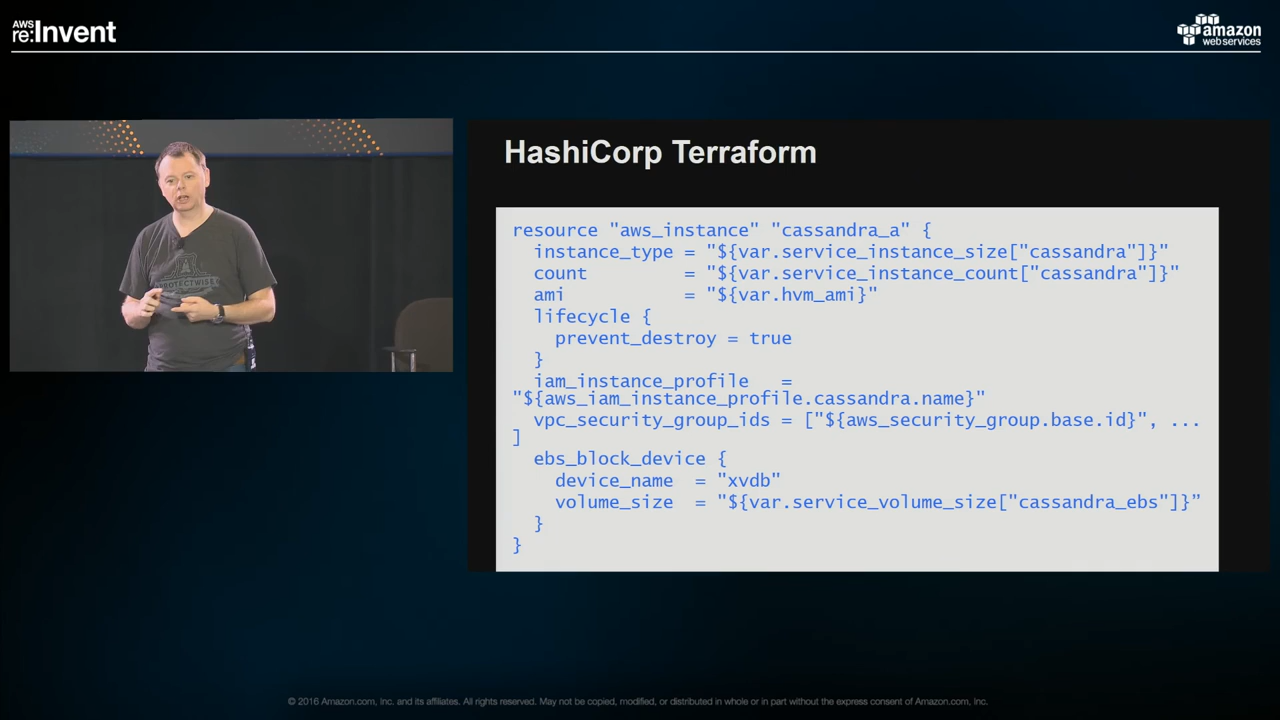 AWS
re:Invent
amazon
web services
PROTECTWISE
HashiCorp Terraform
resource "aws_instance" "cassandra_a" {
instance_type = "${var.service_instance_size["cassandra"]}"
count = "${var.service_instance_count["cassandra"]}"
ami = "${var.hvm_ami}"
lifecycle {
prevent_destroy = true
}
iam_instance_profile =
"${aws_iam_instance_profile.cassandra.name}"
vpc_security_group_ids = ["${aws_security_group.base.id}", ...
]
ebs_block_device {
device_name = "xvdb"
volume_size = "${var.service_volume_size["cassandra_ebs"]}”
}
}
© 2016 Amazon.com, Inc. and its affiliates. All rights reserved. May not be copied, modified, or distributed in whole or in part without the express consent of Amazon.com, Inc.